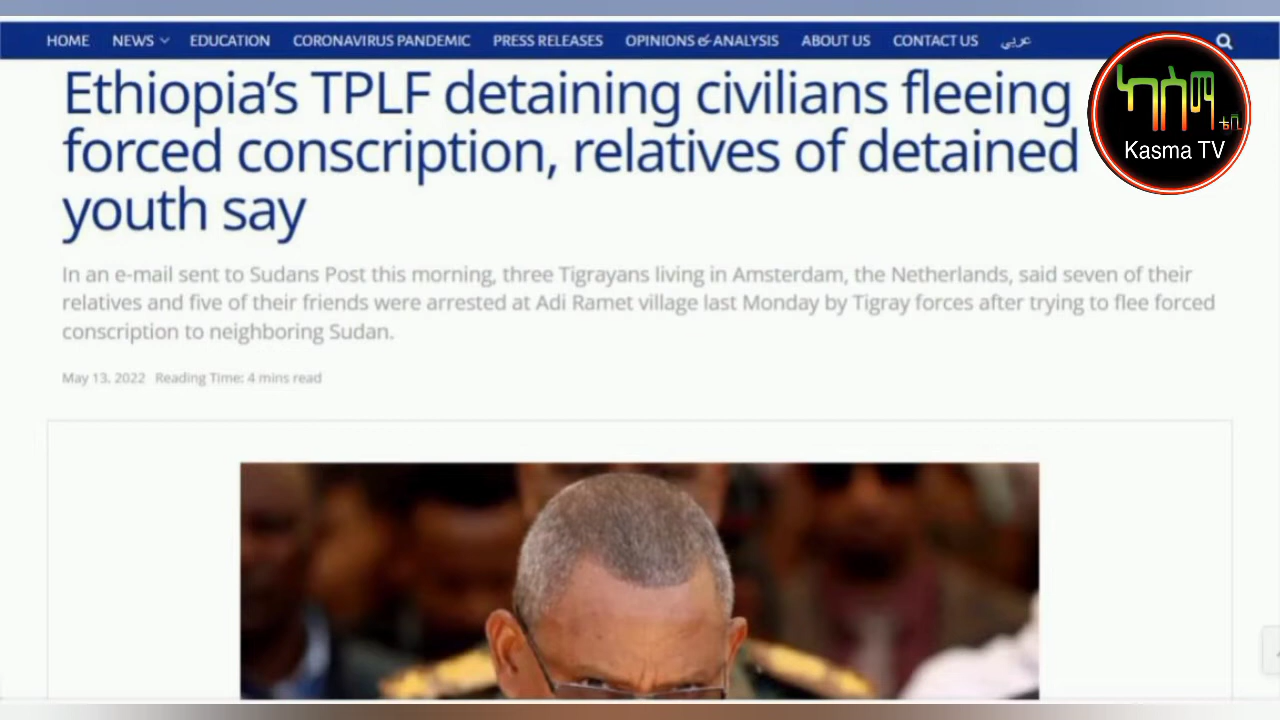 HOME NEWS EDUCATION CORONAVIRUS PANDEMIC PRESS RELEASES OPINIONS & ANALYSIS ABOUT US CONTACT US عربي
Ethiopia's TPLF detaining civilians fleeing
forced conscription, relatives of detained
youth say
ካስማ
ቲቪ
Kasma TV
In an e-mail sent to Sudans Post this morning, three Tigrayans living in Amsterdam, the Netherlands, said seven of their
relatives and five of their friends were arrested at Adi Ramet village last Monday by Tigray forces after trying to flee forced
conscription to neighboring Sudan.
May 13, 2022 Reading Time: 4 mins read